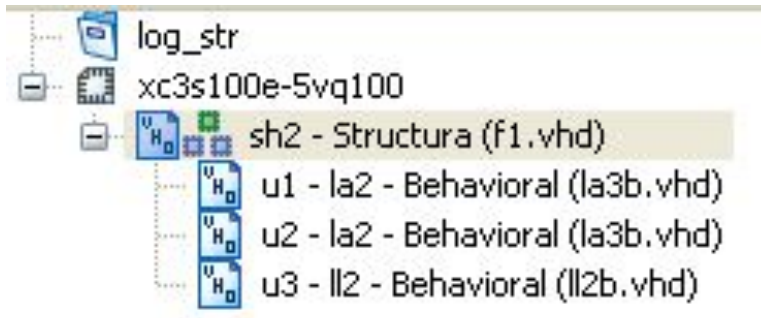 log_str
xc3s100e-5vq100
sh2 - Structura (f1.vhd)
u1 - la2 - Behavioral (la3b.vhd)
u2 - la2 - Behavioral (la3b.vhd)
u3 - ll2 - Behavioral (ll2b.vhd)